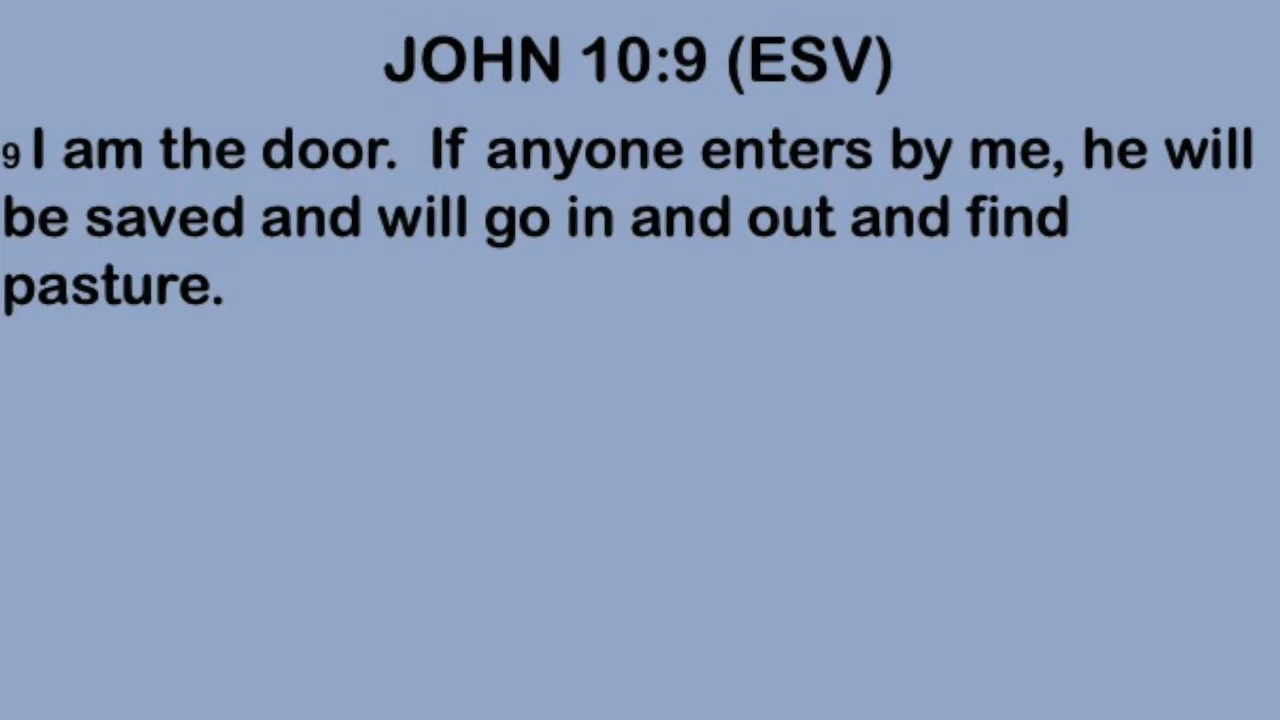 JOHN 10:9 (ESV)
9 I am the door.  If anyone enters by me, he will
be saved and will go in and out and find
pasture.